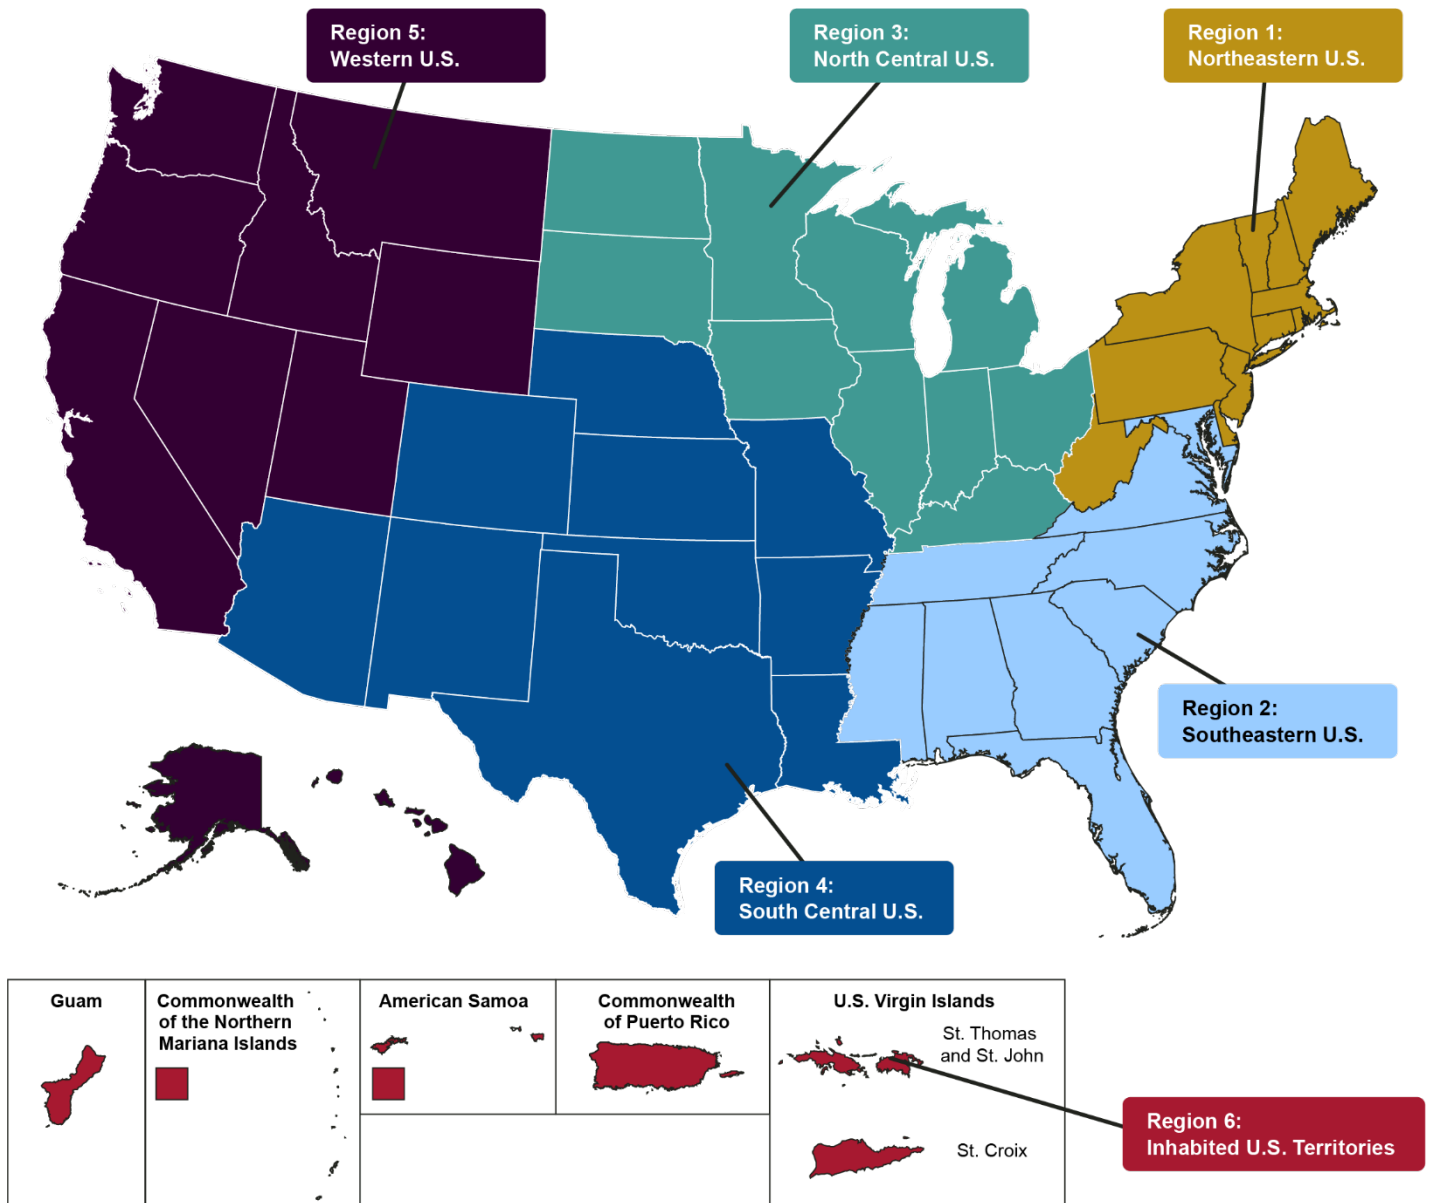 Region 5:
Western U.S.
Region 3:
North Central U.S.
Region 1:
Northeastern U.S.
Region 2:
Southeastern U.S.
Region 4:
South Central U.S.
Guam
Commonwealth
of the Northern
Mariana Islands
American Samoa
Commonwealth
of Puerto Rico
U.S. Virgin Islands
St. Thomas
and St. John
St. Croix
Region 6:
Inhabited U.S. Territories